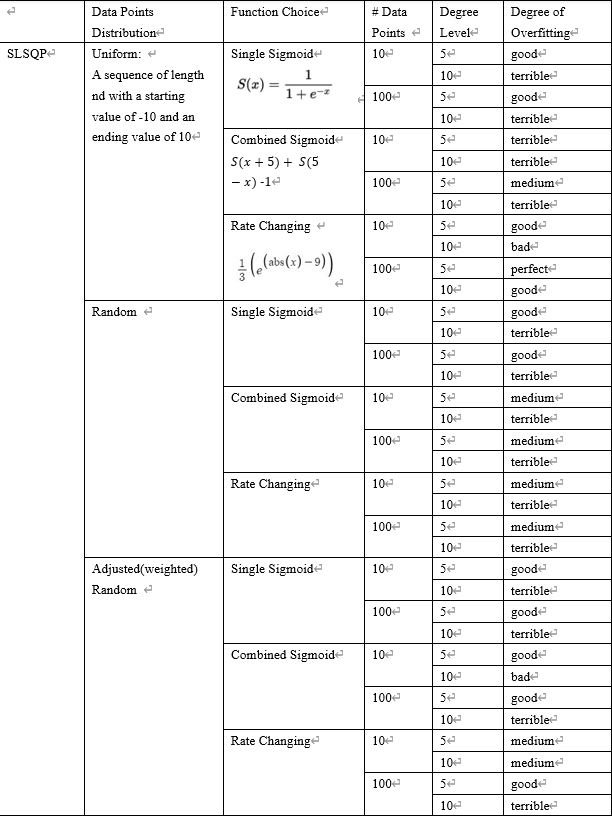 Data Points Distribution Function Choice # Data Points Degree Level Degree of Overfitting
SLSQP Uniform: Single Sigmoid 10 5 good
A sequence of length 10 terrible
nd with a starting S(x) = 1 / (1 + e^-x) 100 5 good
value of -10 and an 10 terrible
ending value of 10 Combined Sigmoid 10 5 terrible
S(x + 5) + S(5 10 terrible
− x) -1 100 5 medium
10 terrible
Rate Changing 10 5 good
10 bad
1/3 (e^(abs(x)−9)) 100 5 perfect
10 good
Random Single Sigmoid 10 5 good
10 terrible
100 5 good
10 terrible
Combined Sigmoid 10 5 medium
10 terrible
100 5 medium
10 terrible
Rate Changing 10 5 medium
10 terrible
100 5 medium
10 terrible
Adjusted(weighted) Single Sigmoid 10 5 good
Random 10 terrible
100 5 good
10 terrible
Combined Sigmoid 10 5 good
10 bad
100 5 good
10 terrible
Rate Changing 10 5 medium
10 medium
100 5 good
10 terrible